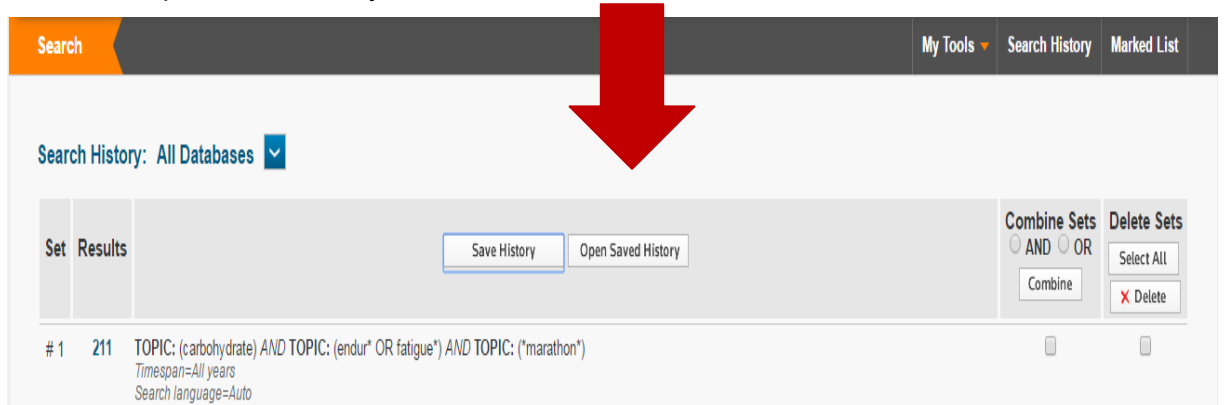 Search
My Tools Search History Marked List
Search History: All Databases
Set Results Save History Open Saved History Combine Sets Delete Sets
AND OR Select All
Combine X Delete
# 1 211 TOPIC: (carbohydrate) AND TOPIC: (endur* OR fatigue*) AND TOPIC: (*marathon*)
Timespan=All years
Search language=Auto